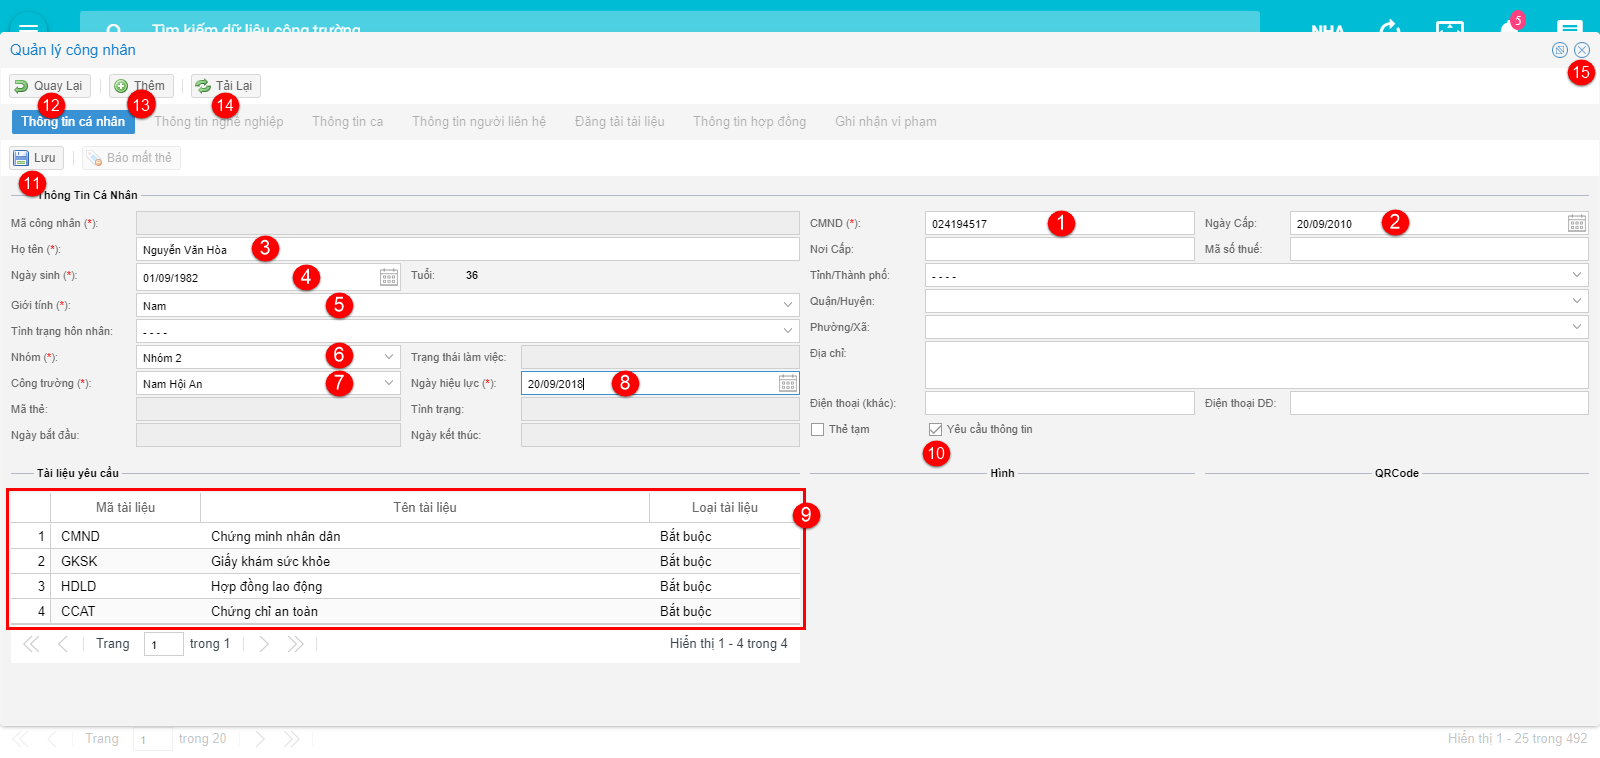 Tìm kiếm dữ liệu công trường
NHA
5
Quản lý công nhân
15
Quay Lại
Thêm
Tải Lại
12
13
14
Thông tin cá nhân
Thông tin nghề nghiệp
Thông tin ca
Thông tin người liên hệ
Đăng tải tài liệu
Thông tin hợp đồng
Ghi nhận vi phạm
Lưu
Báo mất thẻ
11
Thông Tin Cá Nhân
Mã công nhân (*):
CMND (*): 024194517 1
Ngày Cấp: 20/09/2010 2
Họ tên (*): Nguyễn Văn Hòa 3
Nơi Cấp:
Mã số thuế:
Ngày sinh (*): 01/09/1982 4
Tuổi: 36
Tỉnh/Thành phố: - - - -
Giới tính (*): Nam 5
Quận/Huyện:
Tình trạng hôn nhân: - - - -
Phường/Xã:
Nhóm (*): Nhóm 2 6
Trạng thái làm việc:
Địa chỉ:
Công trường (*): Nam Hội An 7
Ngày hiệu lực (*): 20/09/2018 8
Mã thẻ:
Tình trạng:
Điện thoại (khác):
Điện thoại DĐ:
Ngày bắt đầu:
Ngày kết thúc:
Thẻ tạm
Yêu cầu thông tin
10
Tài liệu yêu cầu
Hình
QRCode
Mã tài liệu Tên tài liệu Loại tài liệu
9
1 CMND Chứng minh nhân dân Bắt buộc
2 GKSK Giấy khám sức khỏe Bắt buộc
3 HDLD Hợp đồng lao động Bắt buộc
4 CCAT Chứng chỉ an toàn Bắt buộc
Trang 1 trong 1
Hiển thị 1 - 4 trong 4
Trang 1 trong 20
Hiển thị 1 - 25 trong 492